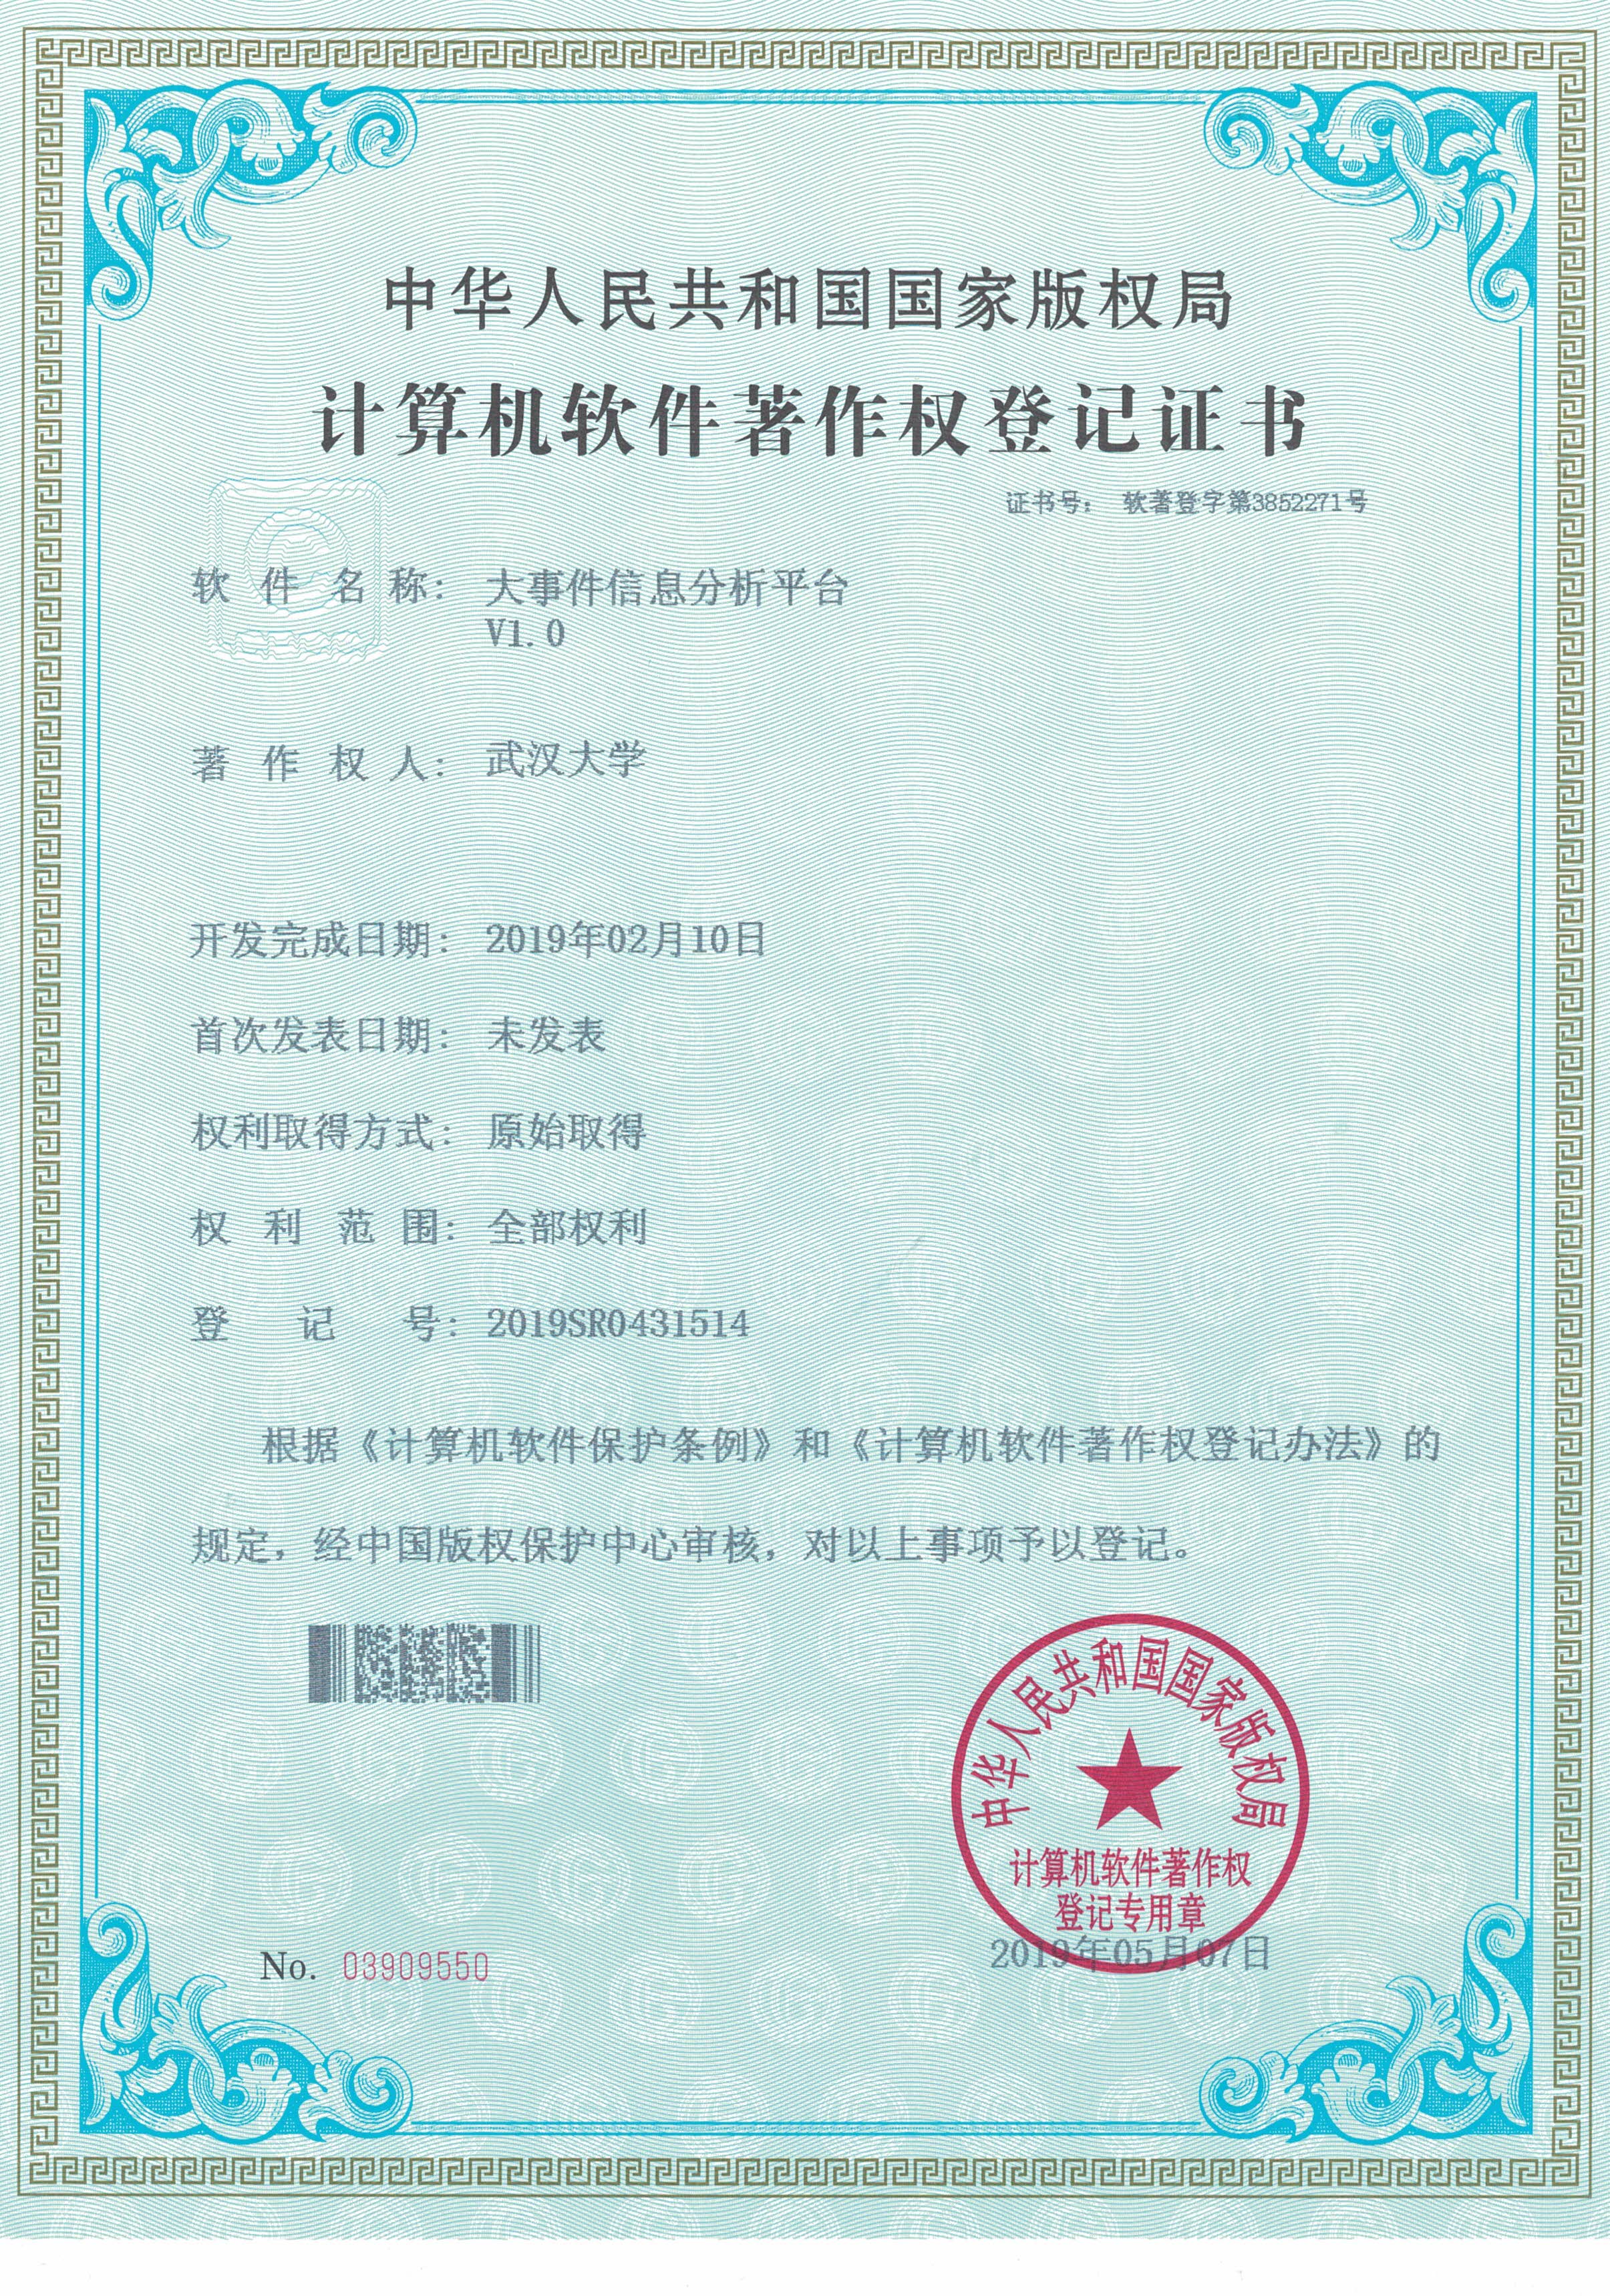 中华人民共和国国家版权局
计算机软件著作权登记证书
证书号： 软著登字第3852271号
软件名称： 大事件信息分析平台
V1.0
著作权人： 武汉大学
开发完成日期： 2019年02月10日
首次发表日期： 未发表
权利取得方式： 原始取得
权利范围： 全部权利
登记号： 2019SR0431514
根据《计算机软件保护条例》和《计算机软件著作权登记办法》的
规定，经中国版权保护中心审核，对以上事项予以登记。
中华人民共和国国家版权局
计算机软件著作权
登记专用章
2019年05月07日
No. 03909550